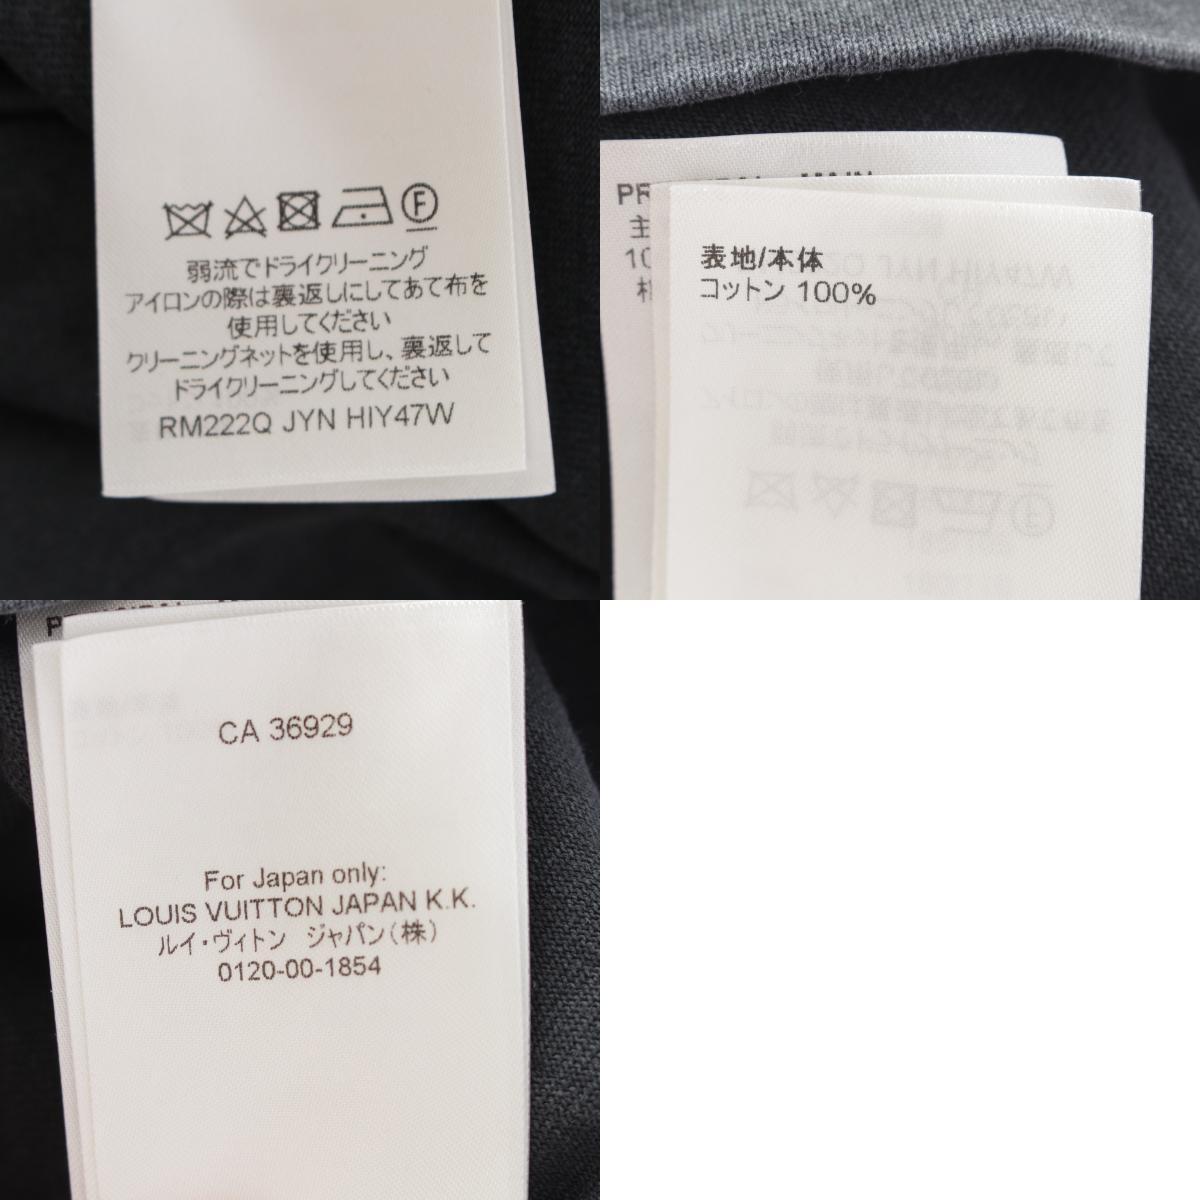 弱流でドライクリーニング
アイロンの際は裏返しにしてあて布を
使用してください
クリーニングネットを使用し、裏返して
ドライクリーニングしてください
RM222Q JYN HIY47W
表地/本体
コットン 100%
CA 36929
For Japan only:
LOUIS VUITTON JAPAN K.K.
ルイ・ヴィトン ジャパン(株)
0120-00-1854